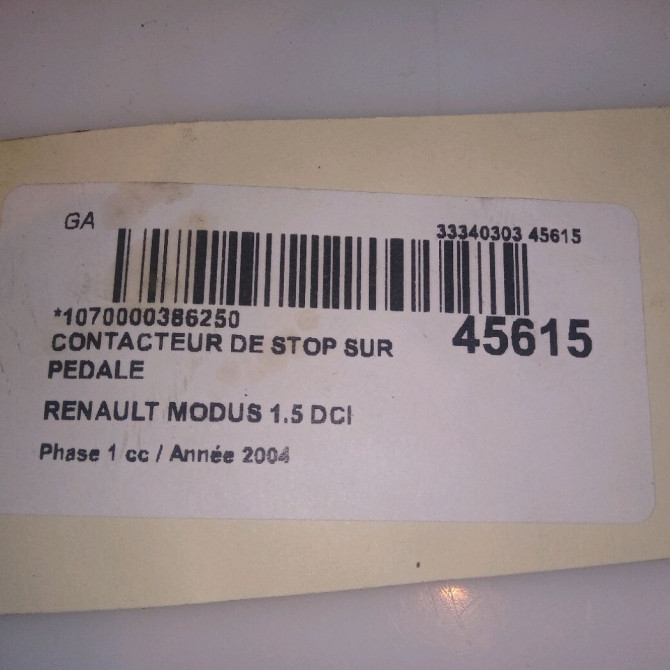 GA
33340303 45615
*1070000386250
45615
CONTACTEUR DE STOP SUR
PEDALE
RENAULT MODUS 1.5 DCI
Phase 1 cc / Année 2004